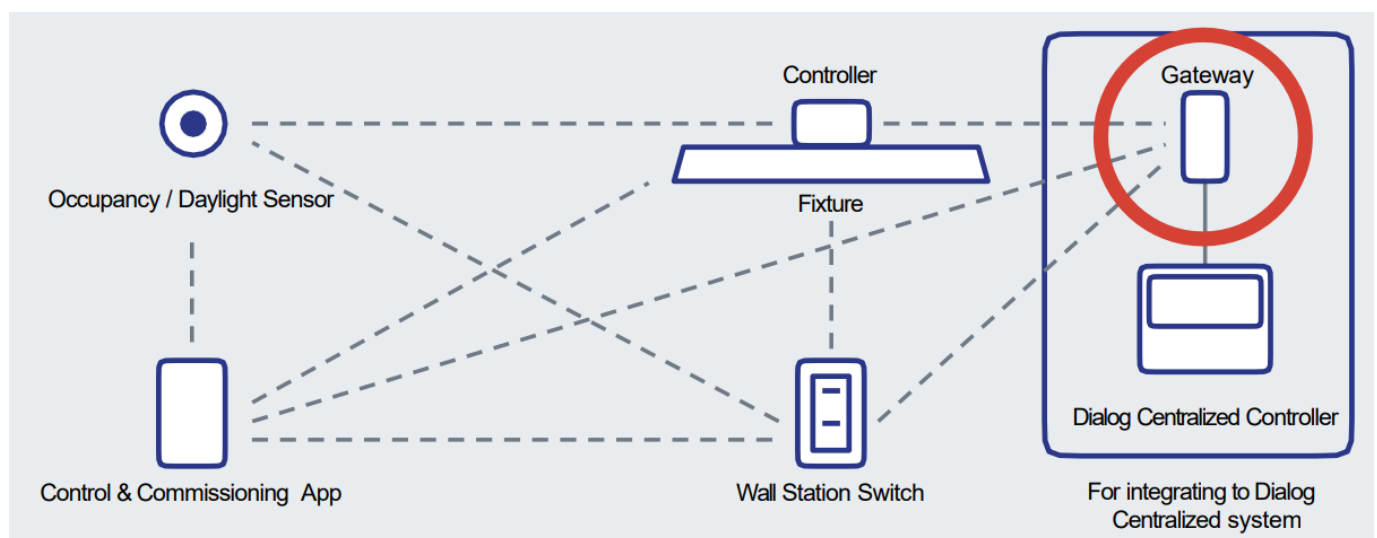 Controller
Gateway
Occupancy / Daylight Sensor
Fixture
Dialog Centralized Controller
Control & Commissioning App
Wall Station Switch
For integrating to Dialog
Centralized system